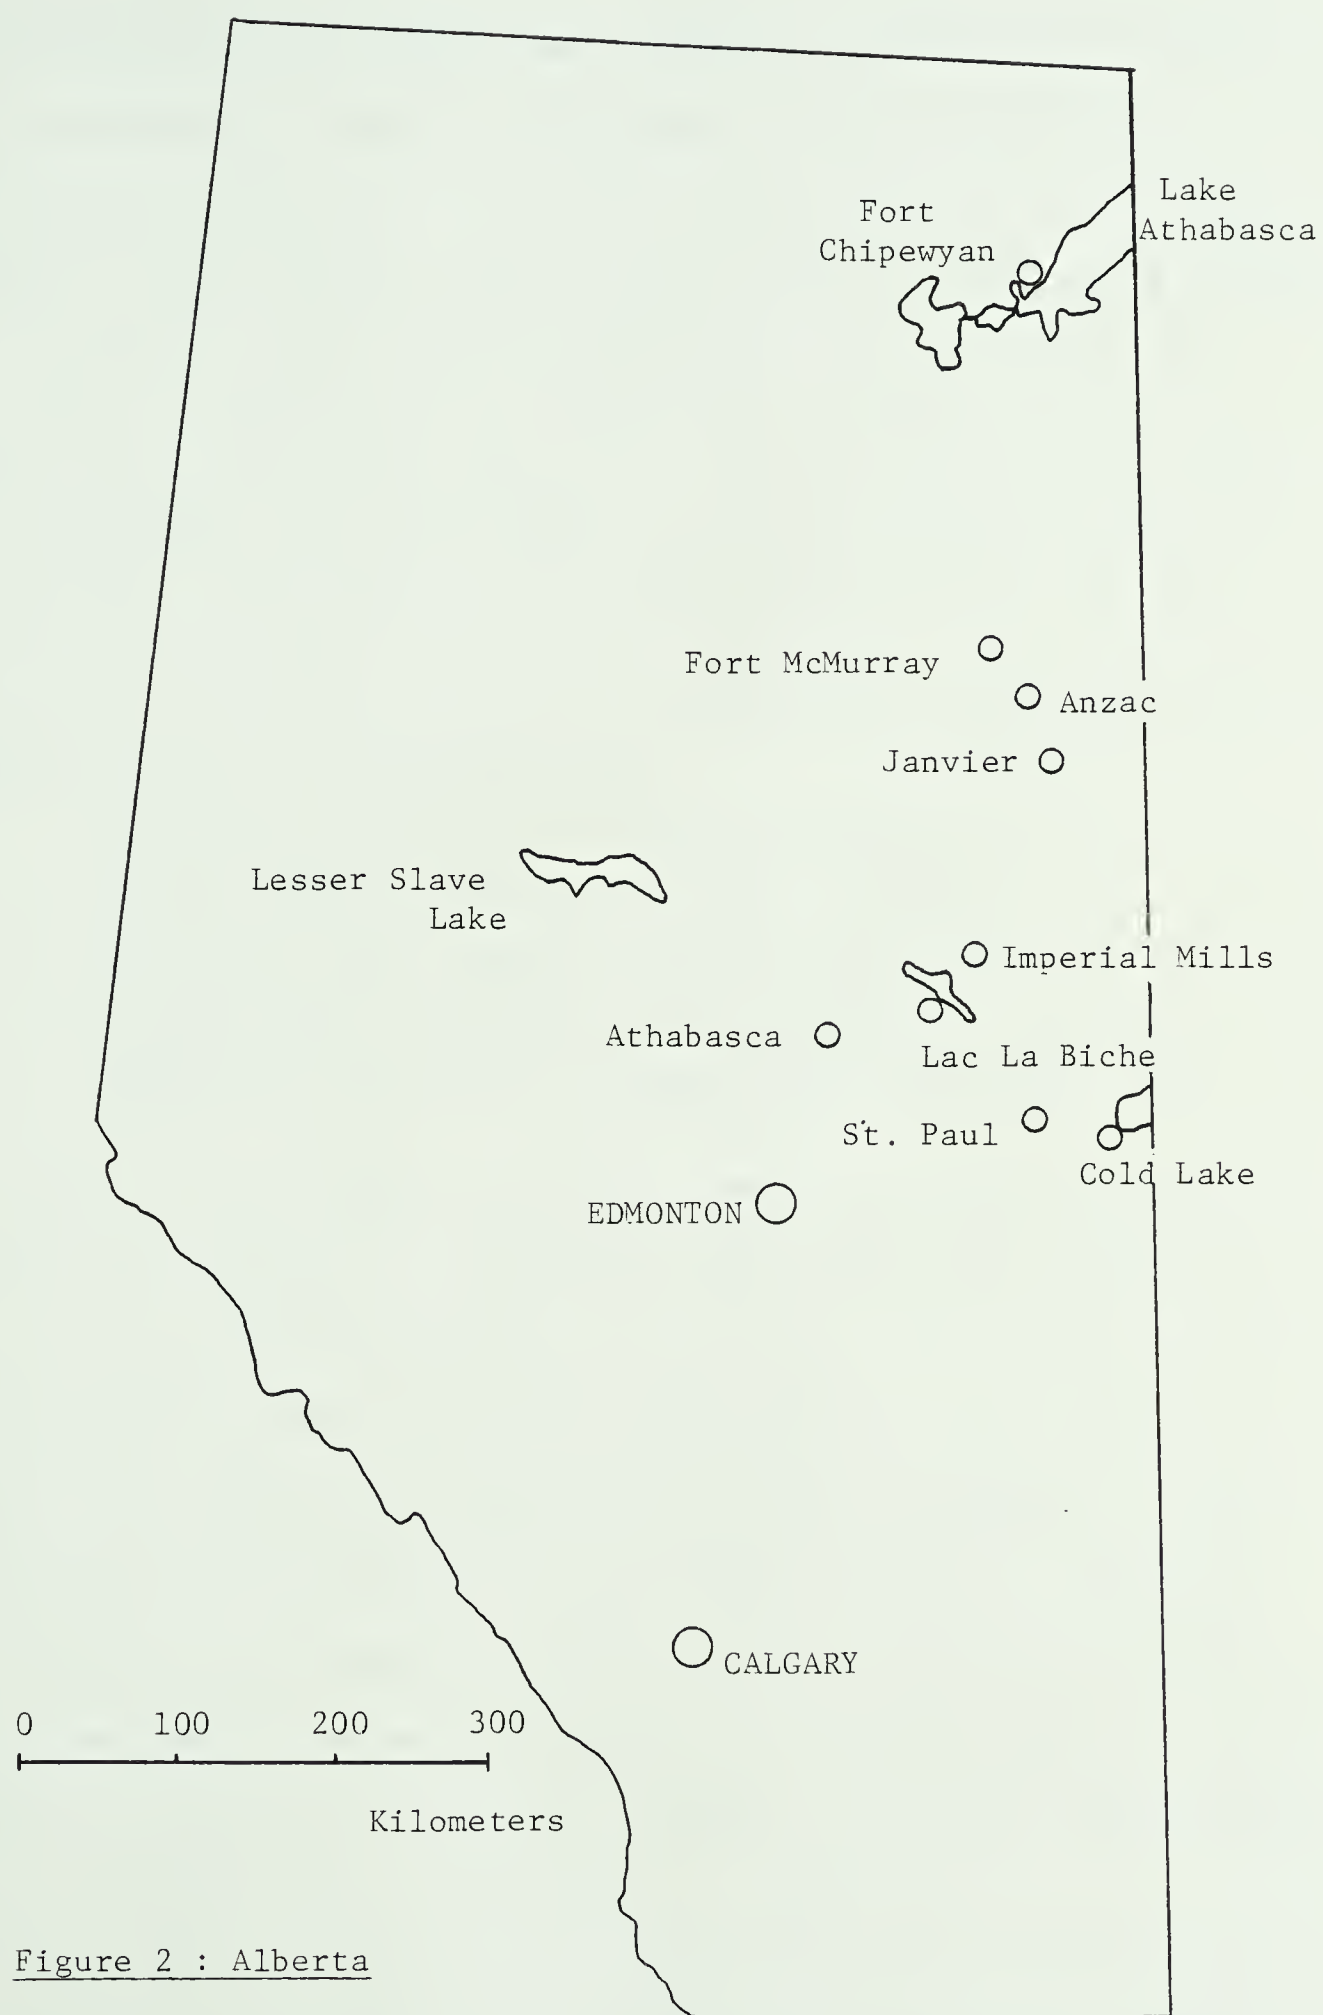 Lake
Athabasca
Fort
Chipewyan
Fort McMurray
Anzac
Janvier
Lesser Slave
Lake
Imperial Mills
Athabasca
Lac La Biche
St. Paul
Cold Lake
EDMONTON
CALGARY
0 100 200 300
Kilometers
Figure 2 : Alberta